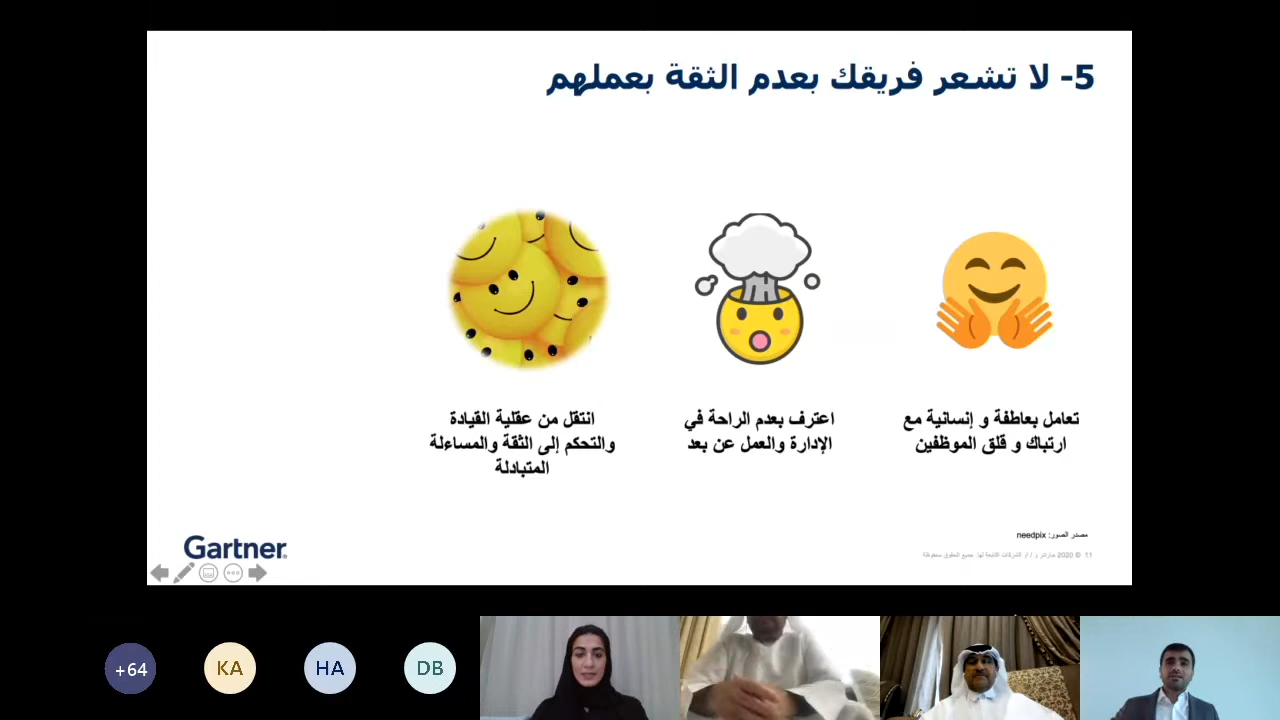 5- لا تشعر فريقك بعدم الثقة بعملهم
تعامل بعاطفة و إنسانية مع
ارتباك و قلق الموظفين
اعترف بعدم الراحة في
الإدارة والعمل عن بعد
انتقل من عقلية القيادة
والتحكم إلى الثقة والمساءلة
المتبادلة
مصدر الصور: needpix
11 © 2020 جارتنر و / / او الشركات التابعة لها. جميع الحقوق محفوظة
Gartner
+64
KA
HA
DB